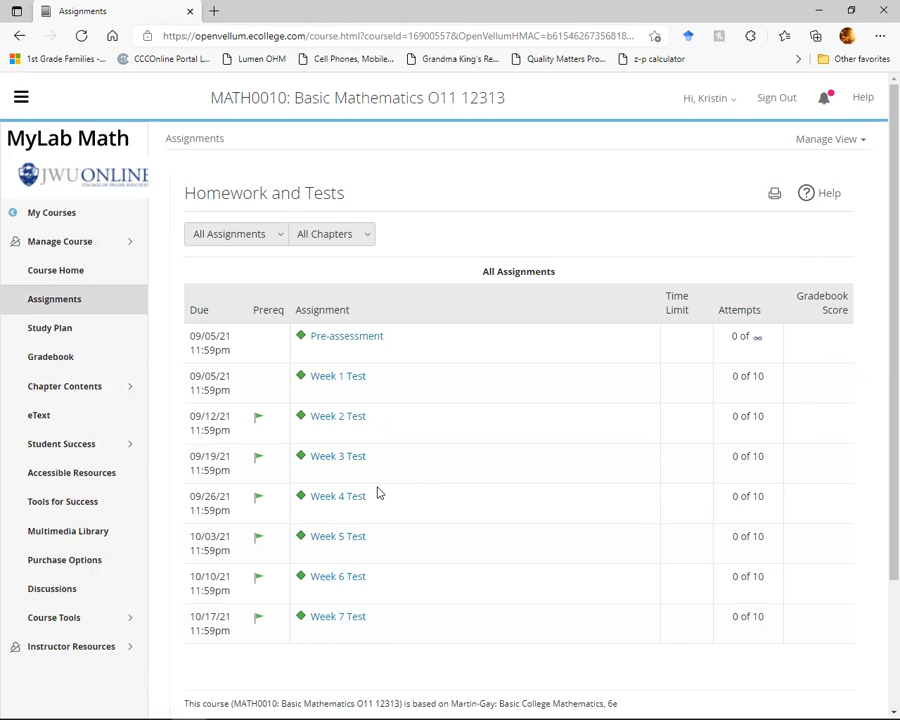 Assignments
https://openvellum.ecollege.com/course.html?courseId=16900557&OpenVellumHMAC=b61546267356818...
1st Grade Families -...
CCCOnline Portal L...
Lumen OHM
Cell Phones, Mobile...
Grandma King's Re...
Quality Matters Pro...
z-p calculator
Other favorites
MATH0010: Basic Mathematics O11 12313
Hi, Kristin
Sign Out
Help
MyLab Math
Assignments
Manage View
JWU ONLINE
COLLEGE OF ONLINE EDUCATION
Homework and Tests
Help
My Courses
Manage Course
Course Home
Assignments
Study Plan
Gradebook
Chapter Contents
eText
Student Success
Accessible Resources
Tools for Success
Multimedia Library
Purchase Options
Discussions
Course Tools
Instructor Resources
All Assignments
All Chapters
All Assignments
Due Prereq Assignment Time Limit Attempts Gradebook Score
09/05/21 11:59pm Pre-assessment 0 of ∞
09/05/21 11:59pm Week 1 Test 0 of 10
09/12/21 11:59pm Week 2 Test 0 of 10
09/19/21 11:59pm Week 3 Test 0 of 10
09/26/21 11:59pm Week 4 Test 0 of 10
10/03/21 11:59pm Week 5 Test 0 of 10
10/10/21 11:59pm Week 6 Test 0 of 10
10/17/21 11:59pm Week 7 Test 0 of 10
This course (MATH0010: Basic Mathematics O11 12313) is based on Martin-Gay: Basic College Mathematics, 6e